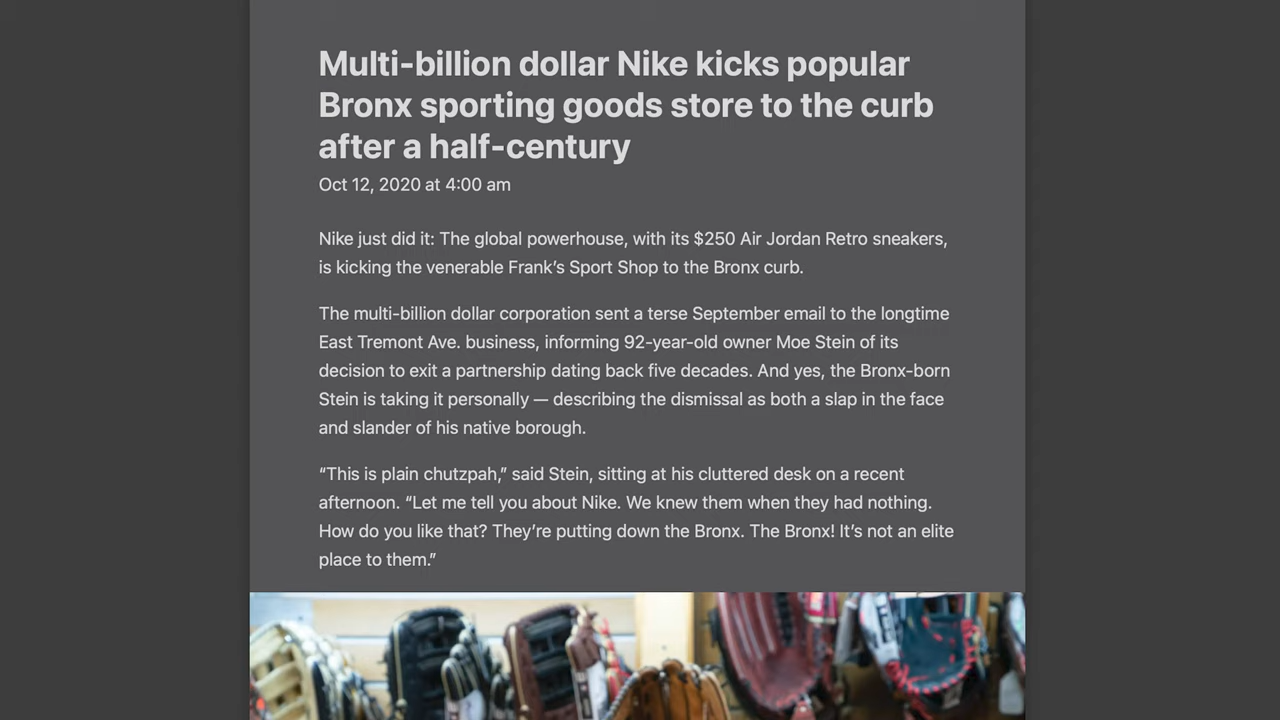 Multi-billion dollar Nike kicks popular
Bronx sporting goods store to the curb
after a half-century
Oct 12, 2020 at 4:00 am
Nike just did it: The global powerhouse, with its $250 Air Jordan Retro sneakers,
is kicking the venerable Frank’s Sport Shop to the Bronx curb.
The multi-billion dollar corporation sent a terse September email to the longtime
East Tremont Ave. business, informing 92-year-old owner Moe Stein of its
decision to exit a partnership dating back five decades. And yes, the Bronx-born
Stein is taking it personally — describing the dismissal as both a slap in the face
and slander of his native borough.
“This is plain chutzpah,” said Stein, sitting at his cluttered desk on a recent
afternoon. “Let me tell you about Nike. We knew them when they had nothing.
How do you like that? They’re putting down the Bronx. The Bronx! It’s not an elite
place to them.”